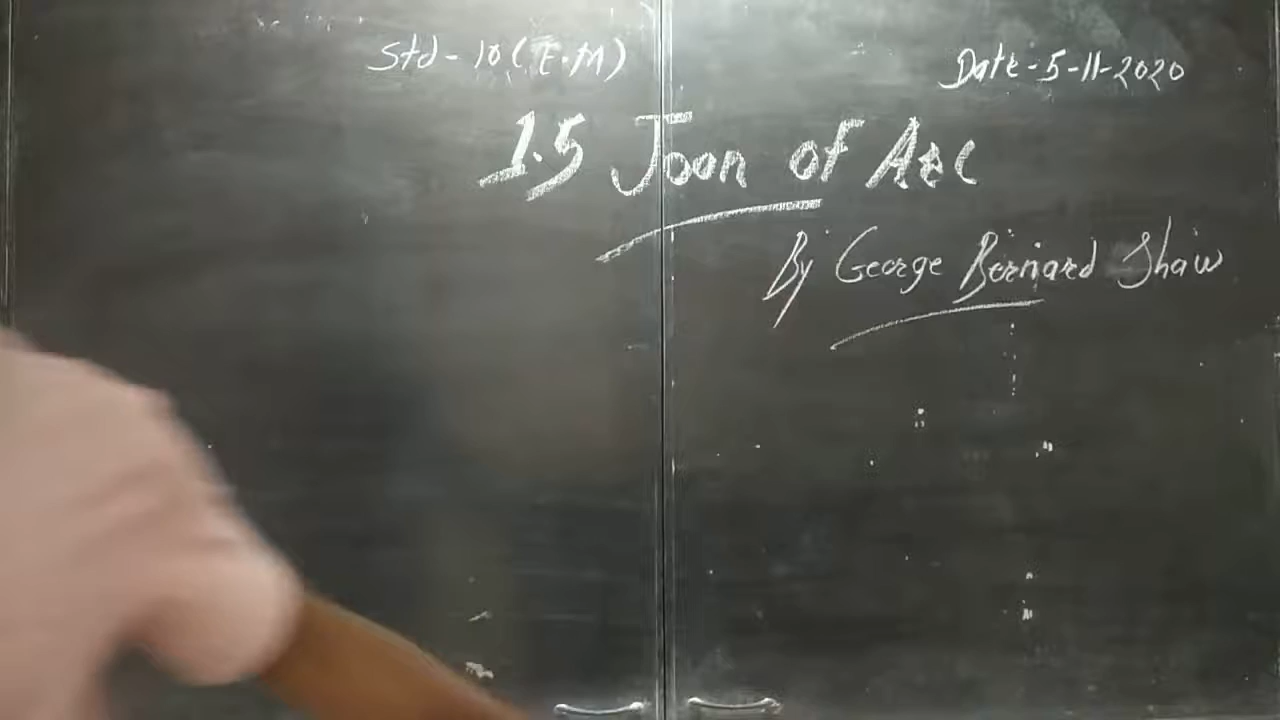 Std - 10 (E.M)
Date - 5-11-2020
1.5 Joan of Arc
By George Bernard Shaw